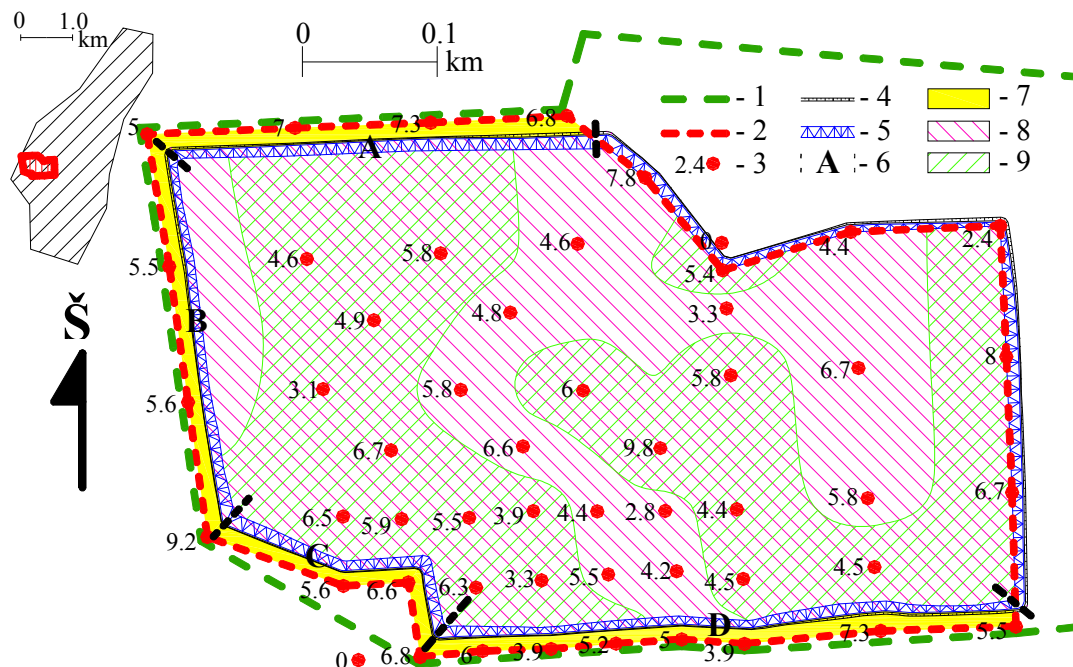 0 1.0
km
0 0.1
km
- 1 - 4 - 7
- 2 - 5 - 8
2.4 - 3 A - 6 - 9
5 7 7.3 6.8
A
7.8
4.6 5.8 4.6 0 4.4 2.4
5.5 5.4
B 4.9 4.8 3.3
Š
8
3.1 5.8 6 5.8 6.7
5.6
6.7 6.6 9.8
6.7
6.5 5.9 5.5 3.9 4.4 2.8 4.4 5.8
9.2
C
5.6 6.6 6.3 3.3 5.5 4.2 4.5 4.5
D
0 6.8 6 3.9 5.2 5 3.9 7.3 5.5